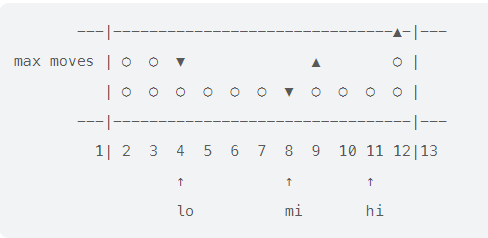 ---|-------------------------------▲-|---
max moves | ○ ○ ▼ ▲ ○ |
| ○ ○ ○ ○ ○ ○ ▼ ○ ○ ○ ○ |
---|---------------------------------|---
1| 2 3 4 5 6 7 8 9 10 11 12|13
↑ ↑ ↑
lo mi hi